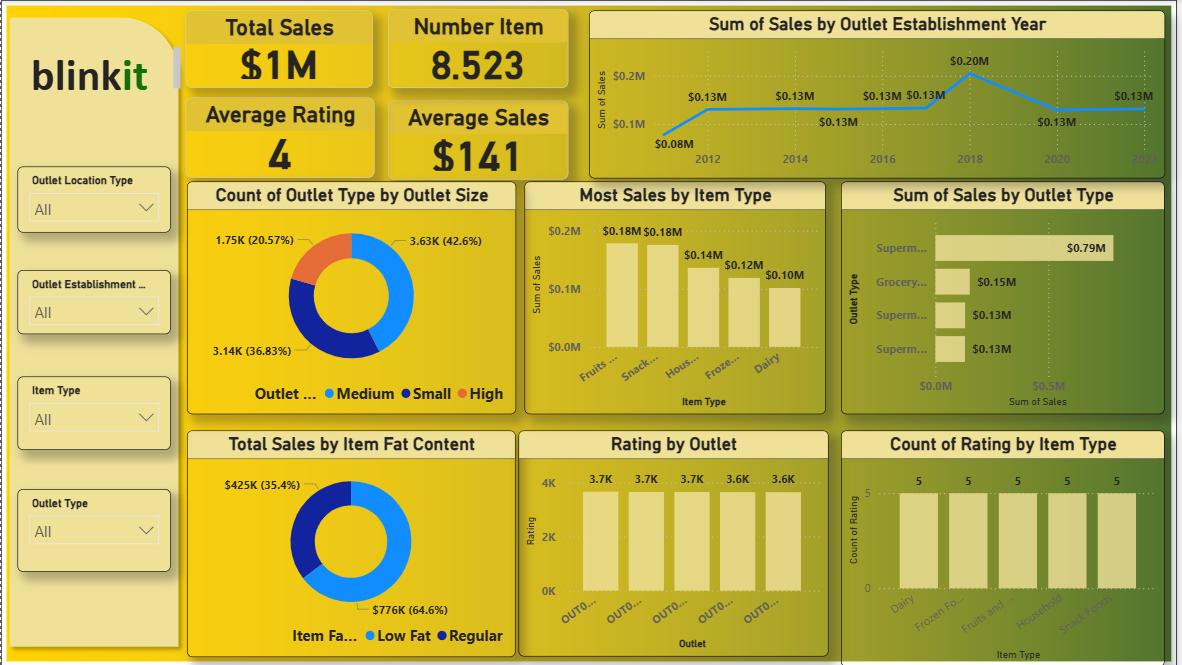 blinkit
Outlet Location Type
All
Outlet Establishment ...
All
Item Type
All
Outlet Type
All
Total Sales
$1M
Number Item
8.523
Average Rating
4
Average Sales
$141
Sum of Sales by Outlet Establishment Year
Sum of Sales
$0.2M
$0.1M
$0.08M
$0.13M
$0.13M
$0.13M
$0.13M
$0.13M
$0.20M
$0.13M
$0.13M
2012
2014
2016
2018
2020
2022
Count of Outlet Type by Outlet Size
1.75K (20.57%)
3.63K (42.6%)
3.14K (36.83%)
Outlet ... Medium Small High
Most Sales by Item Type
Sum of Sales
$0.2M
$0.1M
$0.0M
$0.18M
$0.18M
$0.14M
$0.12M
$0.10M
Fruits ...
Snack...
Hous...
Froze...
Dairy
Item Type
Sum of Sales by Outlet Type
Outlet Type
Superm...
$0.79M
Grocery...
$0.15M
Superm...
$0.13M
Superm...
$0.13M
$0.0M
$0.5M
Sum of Sales
Total Sales by Item Fat Content
$425K (35.4%)
$776K (64.6%)
Item Fa... Low Fat Regular
Rating by Outlet
Rating
4K
2K
0K
3.7K
3.7K
3.7K
3.6K
3.6K
OUT0...
OUT0...
OUT0...
OUT0...
OUT0...
Outlet
Count of Rating by Item Type
Count of Rating
5
0
5
5
5
5
5
Dairy
Frozen Fo...
Fruits and ...
Household
Snack Foods
Item Type